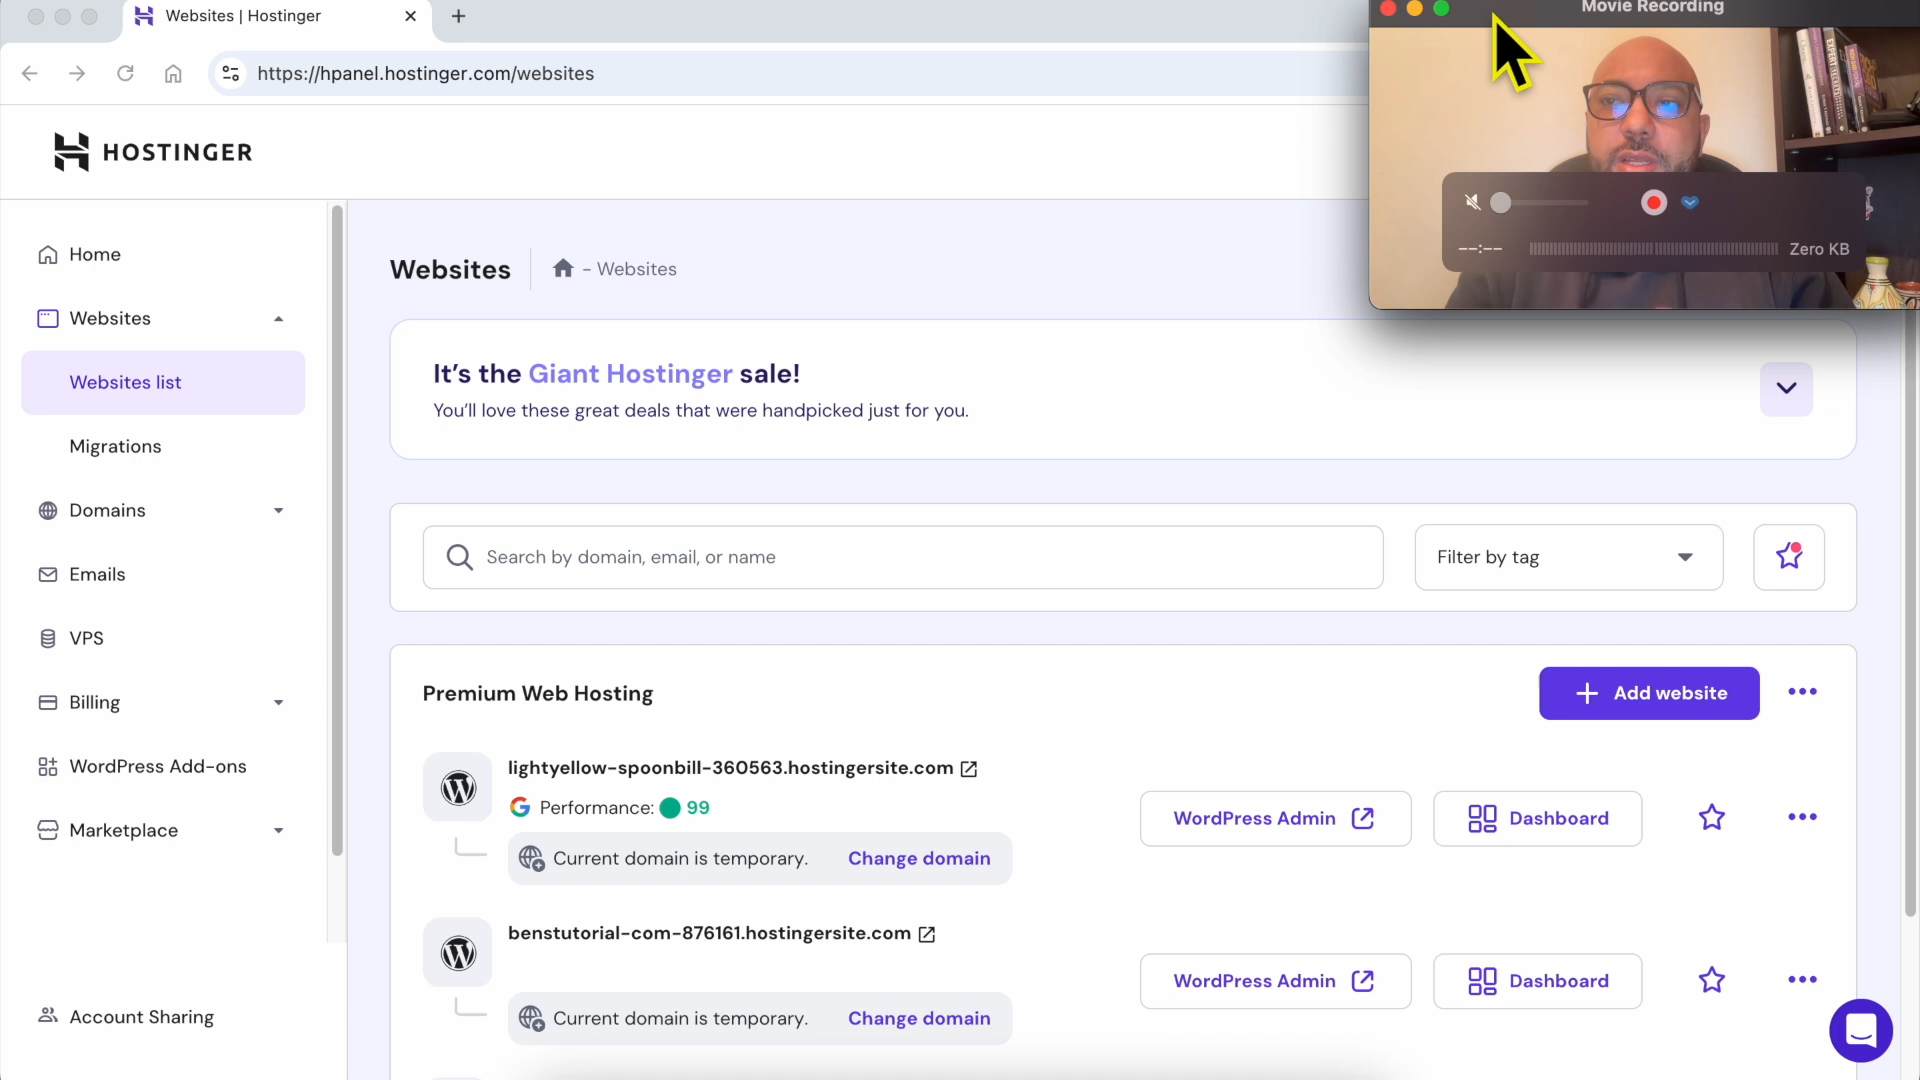 Websites | Hostinger
Movie Recording
https://hpanel.hostinger.com/websites
HOSTINGER
--:--
Zero KB
Home
Websites
Websites list
Migrations
Domains
Emails
VPS
Billing
WordPress Add-ons
Marketplace
Account Sharing
Websites
- Websites
It's the Giant Hostinger sale!
You'll love these great deals that were handpicked just for you.
Search by domain, email, or name
Filter by tag
Premium Web Hosting
Add website
lightyellow-spoonbill-360563.hostingersite.com
Performance: 99
Current domain is temporary. Change domain
WordPress Admin
Dashboard
benstutorial-com-876161.hostingersite.com
Current domain is temporary. Change domain
WordPress Admin
Dashboard